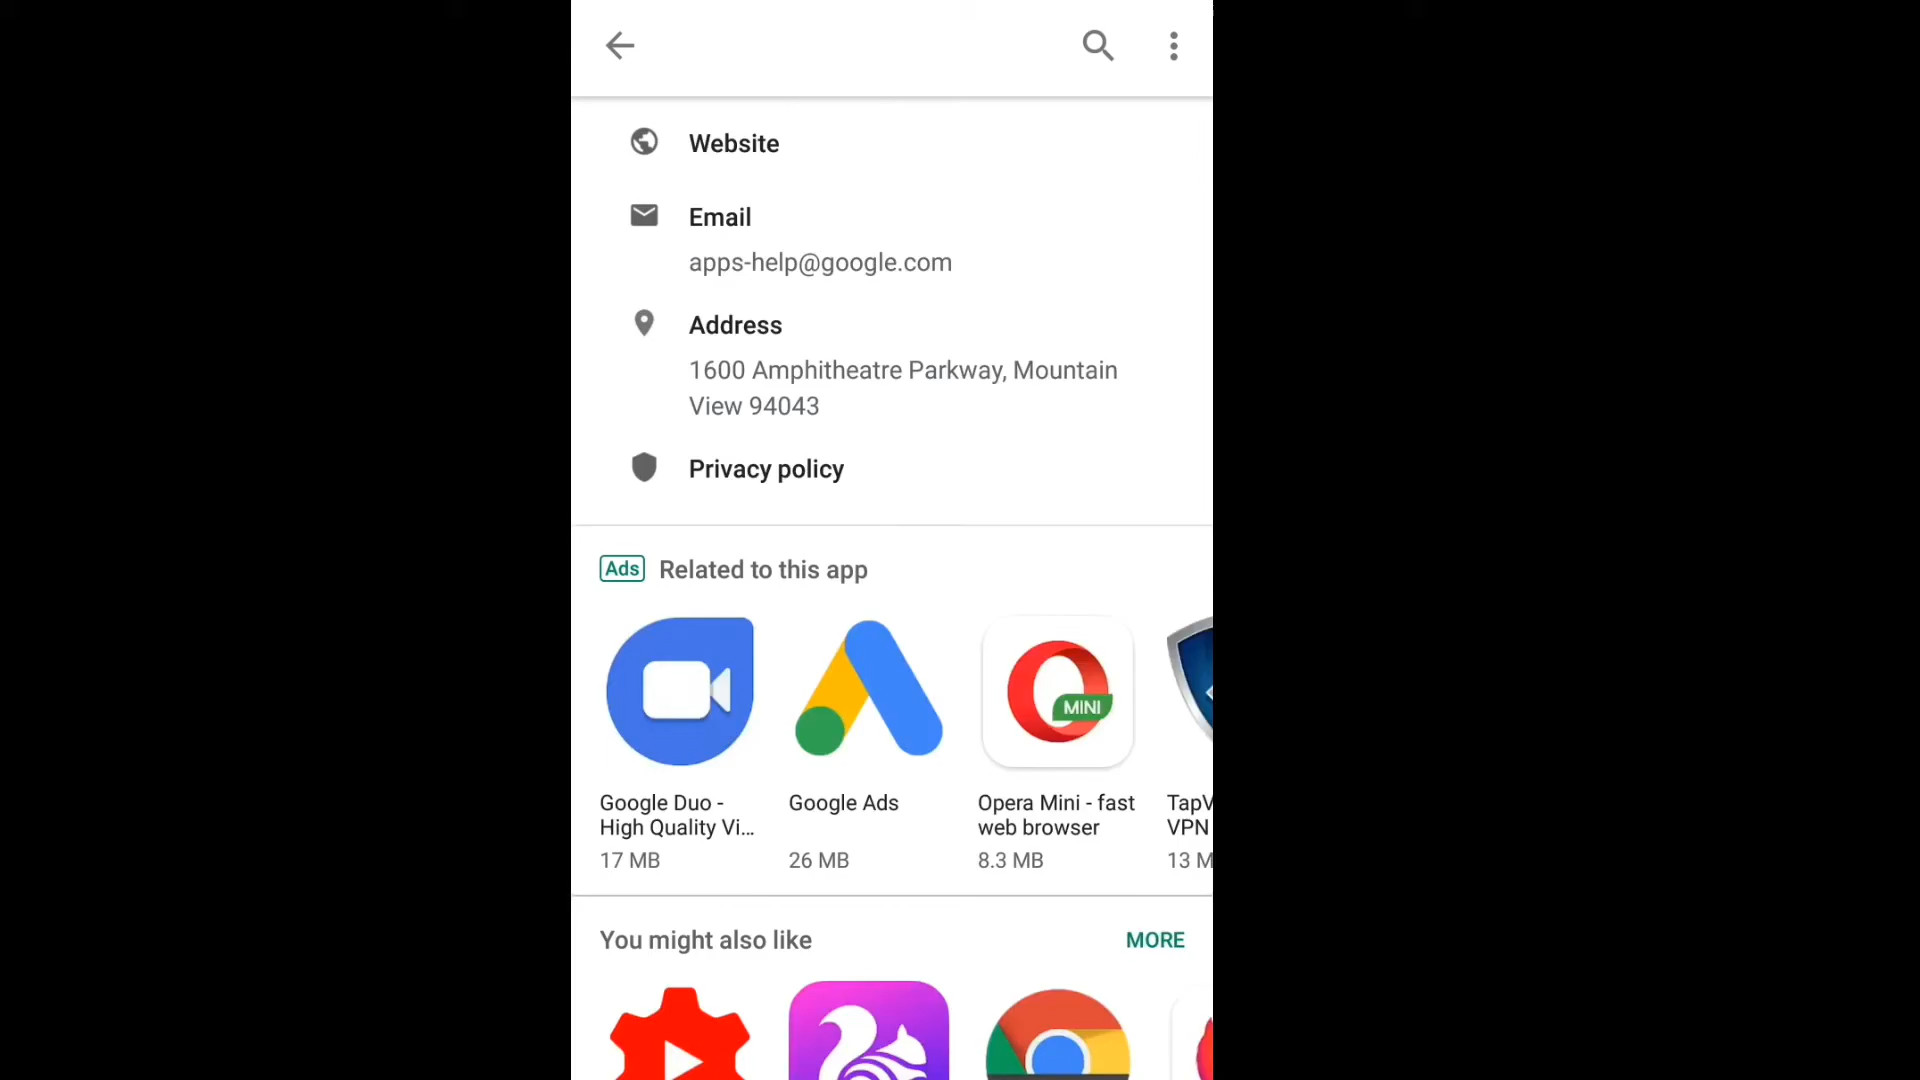 Website
Email
apps-help@google.com
Address
1600 Amphitheatre Parkway, Mountain
View 94043
Privacy policy
Ads Related to this app
MINI
Google Duo -
High Quality Vi...
17 MB
Google Ads
26 MB
Opera Mini - fast
web browser
8.3 MB
TapV
VPN
13 M
You might also like
MORE